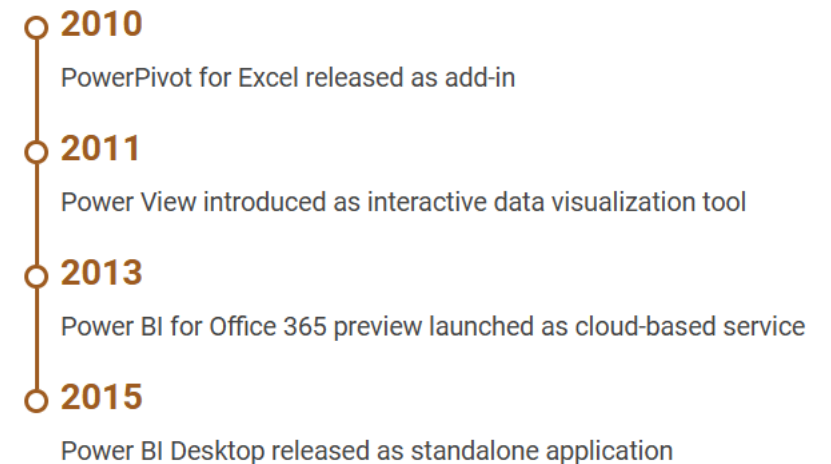 2010
PowerPivot for Excel released as add-in
2011
Power View introduced as interactive data visualization tool
2013
Power BI for Office 365 preview launched as cloud-based service
2015
Power BI Desktop released as standalone application